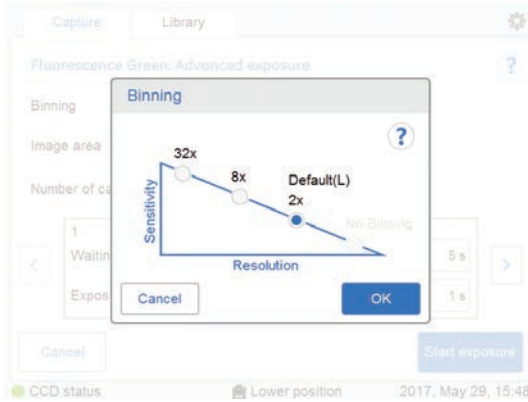 Capture Library
Fluorescence Green: Advanced exposure ?
Binning
Image area
Number of ca
1
Waitin 5 s
< >
Expos 1 s
Cancel Start exposure
CCD status Lower position 2017, May 29, 15:48
Binning
?
32x
8x
Default(L)
2x
No Binning
Sensitivity
Resolution
Cancel OK